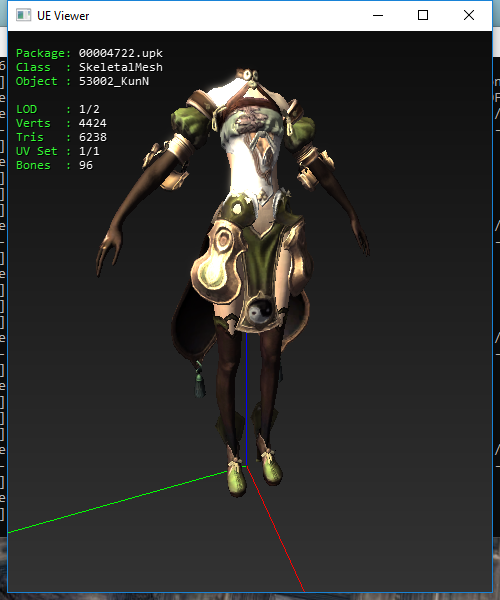 UE Viewer
Package: 00004722.upk
Class : SkeletalMesh
Object : 53002_KunN
LOD : 1/2
Verts : 4424
Tris : 6238
UV Set : 1/1
Bones : 96